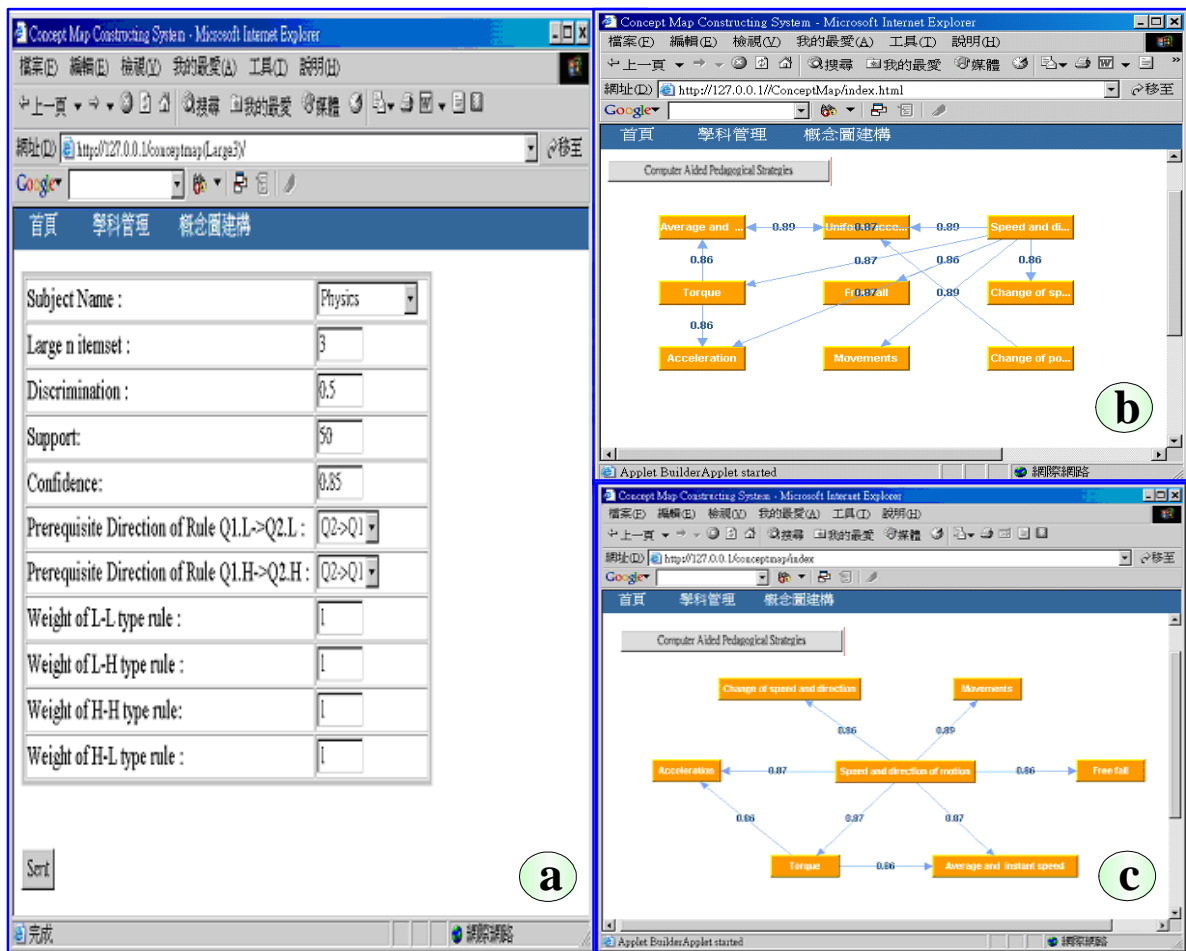 Concept Map Constructing System - Microsoft Internet Explorer
檔案(F) 編輯(E) 檢視(V) 我的最愛(A) 工具(T) 說明(H)
上一頁 搜尋 我的最愛 媒體
網址(D) http://127.0.0.1/conceptmap(Large3)/ 移至
Google
首頁 學科管理 概念圖建構
Subject Name : Physics
Large n itemset : 3
Discrimination : 0.5
Support: 50
Confidence: 0.85
Prerequisite Direction of Rule Q1.L->Q2.L : Q2->Q1
Prerequisite Direction of Rule Q1.H->Q2.H : Q2->Q1
Weight of L-L type rule : 1
Weight of L-H type rule : 1
Weight of H-H type rule: 1
Weight of H-L type rule : 1
Sent
a
完成 網際網路
Concept Map Constructing System - Microsoft Internet Explorer
檔案(F) 編輯(E) 檢視(V) 我的最愛(A) 工具(T) 說明(H)
上一頁 搜尋 我的最愛 媒體
網址(D) http://127.0.0.1//ConceptMap/index.html 移至
Google
首頁 學科管理 概念圖建構
Computer Aided Pedagogical Strategies
Average and ... 0.89 0.87 0.89 Speed and di...
0.86 0.87 0.86 0.86
Torque 0.87 0.89 Change of sp...
0.86
Acceleration Movements Change of po...
b
Applet BuilderApplet started 網際網路
Concept Map Constructing System - Microsoft Internet Explorer
檔案(F) 編輯(E) 檢視(V) 我的最愛(A) 工具(T) 說明(H)
上一頁 搜尋 我的最愛 媒體
網址(D) http://127.0.0.1/conceptmap/index 移至
Google
首頁 學科管理 概念圖建構
Computer Aided Pedagogical Strategies
Change of speed and direction Movements
0.86 0.89
Acceleration 0.87 Speed and direction of motion 0.86 Free fall
0.86 0.87 0.87
Torque 0.86 Average and instant speed
c
Applet BuilderApplet started 網際網路